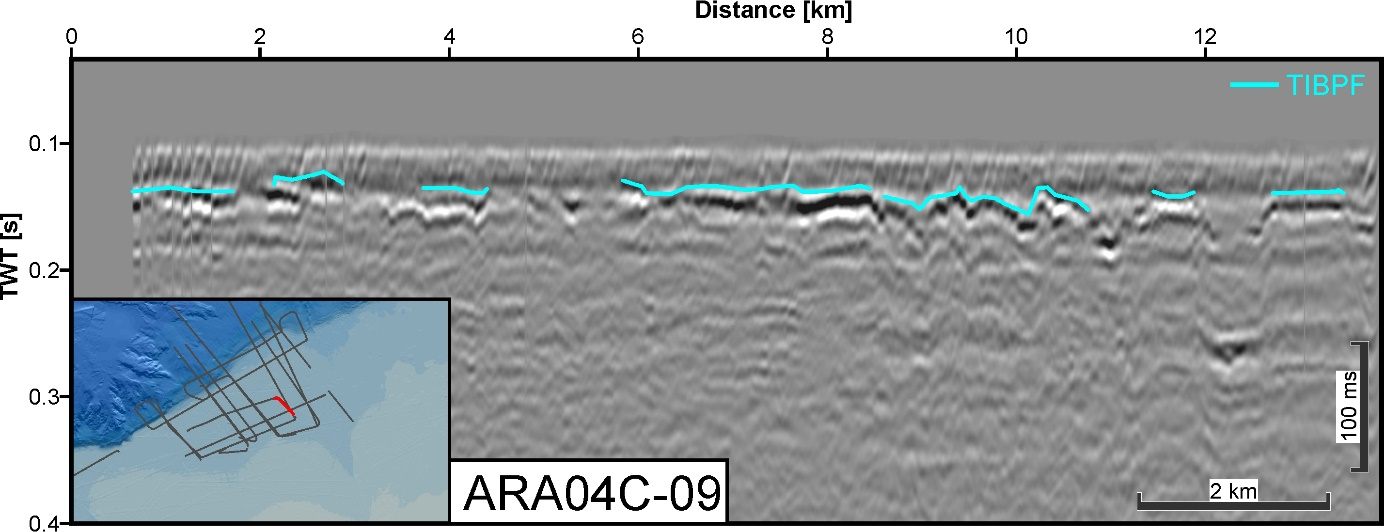 Distance [km]
0 2 4 6 8 10 12
TIBPF
0.1
TWT [s]
0.2
0.3
100 ms
2 km
ARA04C-09
0.4